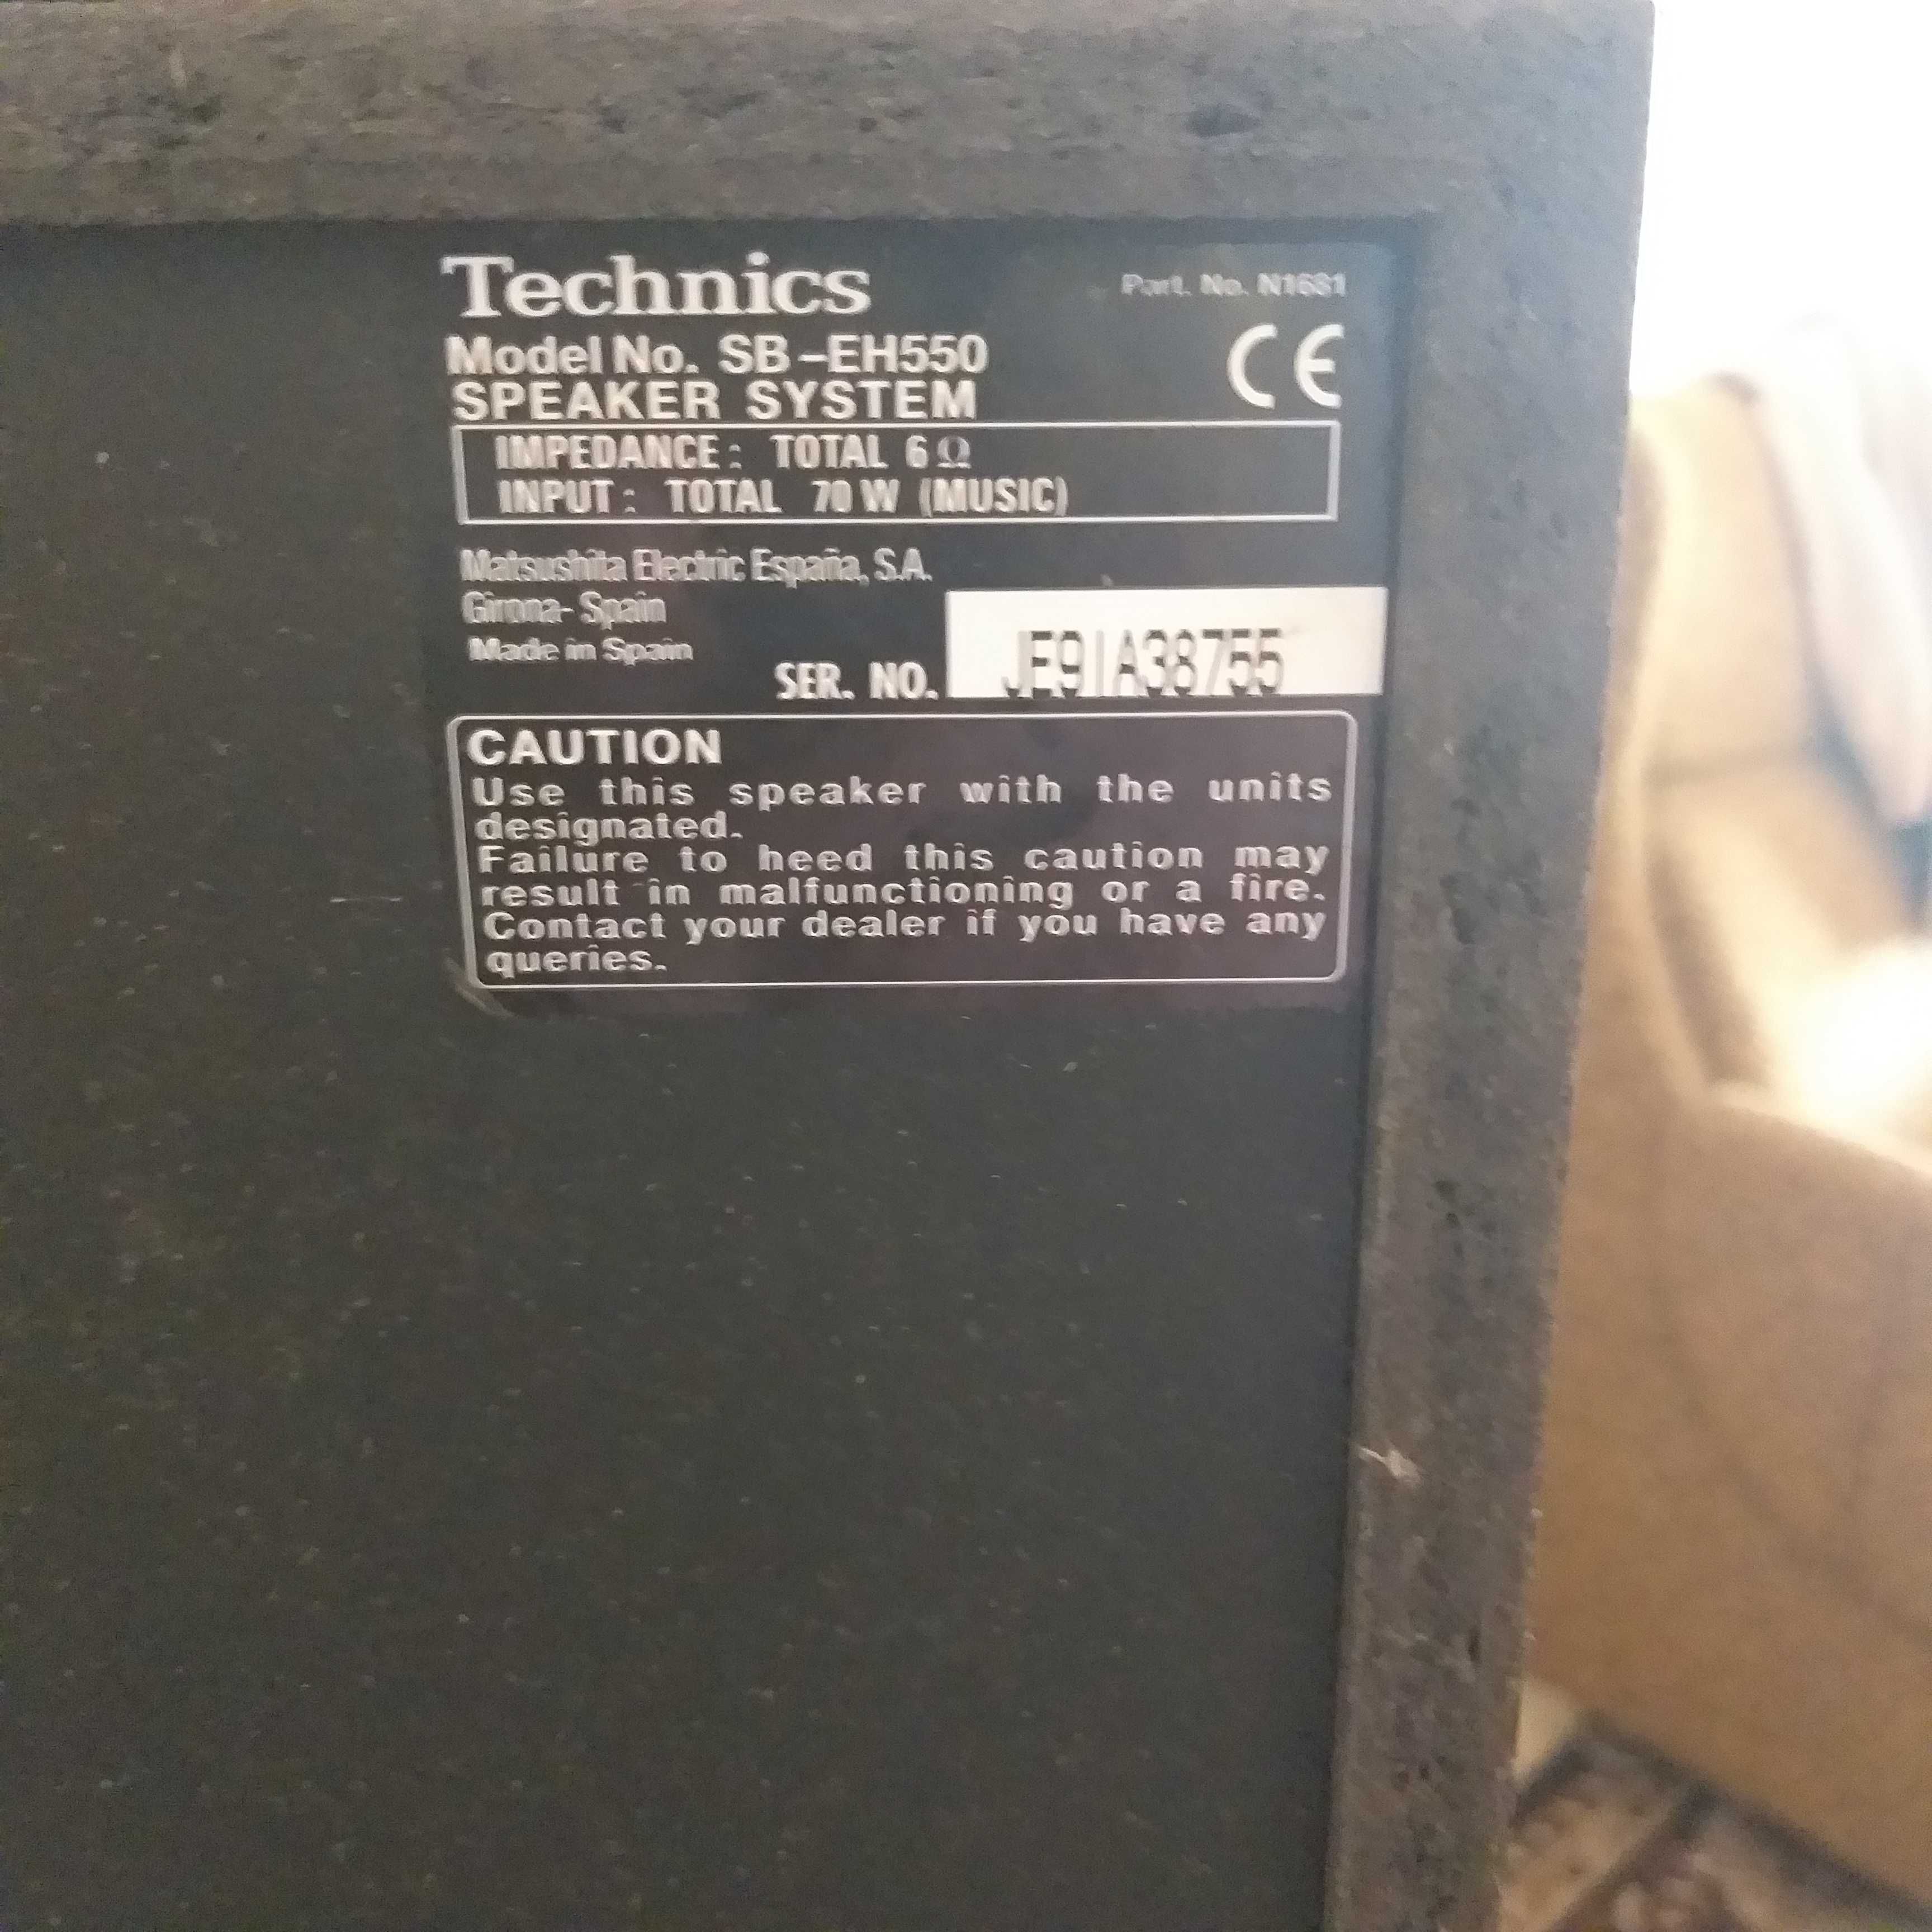 Technics
Part. No. N1681
Model No. SB-EH550
SPEAKER SYSTEM
CE
IMPEDANCE: TOTAL 6Ω
INPUT: TOTAL 70 W (MUSIC)
Matsushita Electric España, S.A.
Girona- Spain
Made in Spain
SER. NO. JE9IA38755
CAUTION
Use this speaker with the units
designated.
Failure to heed this caution may
result in malfunctioning or a fire.
Contact your dealer if you have any
queries.